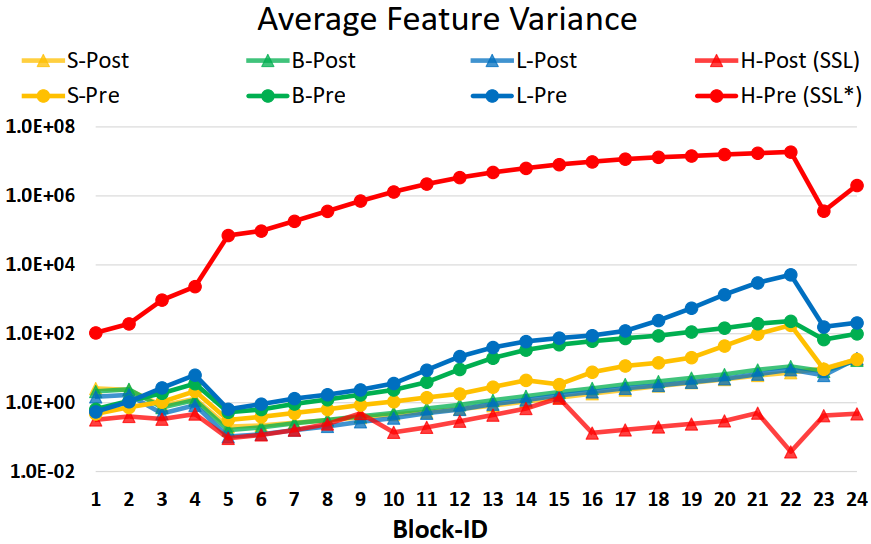 Average Feature Variance
S-Post B-Post L-Post H-Post (SSL)
S-Pre B-Pre L-Pre H-Pre (SSL*)
1.0E+08
1.0E+06
1.0E+04
1.0E+02
1.0E+00
1.0E-02
1 2 3 4 5 6 7 8 9 10 11 12 13 14 15 16 17 18 19 20 21 22 23 24
Block-ID